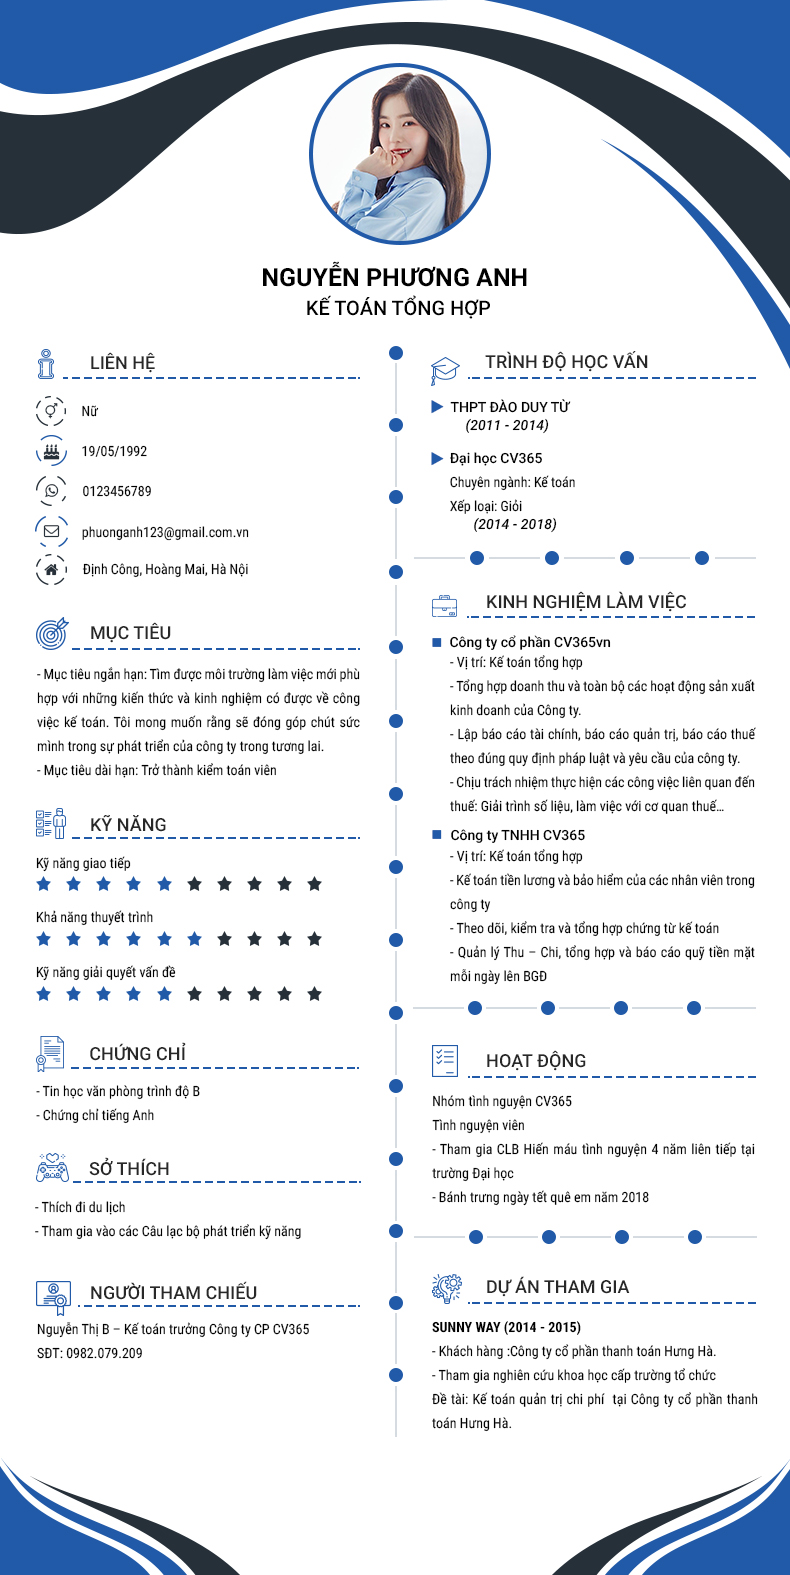 NGUYỄN PHƯƠNG ANH
KẾ TOÁN TỔNG HỢP
LIÊN HỆ
Nữ
19/05/1992
0123456789
phuonganh123@gmail.com.vn
Định Công, Hoàng Mai, Hà Nội
MỤC TIÊU
- Mục tiêu ngắn hạn: Tìm được môi trường làm việc mới phù
hợp với những kiến thức và kinh nghiệm có được về công
việc kế toán. Tôi mong muốn rằng sẽ đóng góp chút sức
mình trong sự phát triển của công ty trong tương lai.
- Mục tiêu dài hạn: Trở thành kiểm toán viên
KỸ NĂNG
Kỹ năng giao tiếp
Khả năng thuyết trình
Kỹ năng giải quyết vấn đề
CHỨNG CHỈ
- Tin học văn phòng trình độ B
- Chứng chỉ tiếng Anh
SỞ THÍCH
- Thích đi du lịch
- Tham gia vào các Câu lạc bộ phát triển kỹ năng
NGƯỜI THAM CHIẾU
Nguyễn Thị B – Kế toán trưởng Công ty CP CV365
SĐT: 0982.079.209
TRÌNH ĐỘ HỌC VẤN
THPT ĐÀO DUY TỪ
(2011 - 2014)
Đại học CV365
Chuyên ngành: Kế toán
Xếp loại: Giỏi
(2014 - 2018)
KINH NGHIỆM LÀM VIỆC
Công ty cổ phần CV365vn
- Vị trí: Kế toán tổng hợp
- Tổng hợp doanh thu và toàn bộ các hoạt động sản xuất
kinh doanh của Công ty.
- Lập báo cáo tài chính, báo cáo quản trị, báo cáo thuế
theo đúng quy định pháp luật và yêu cầu của công ty.
- Chịu trách nhiệm thực hiện các công việc liên quan đến
thuế: Giải trình số liệu, làm việc với cơ quan thuế...
Công ty TNHH CV365
- Vị trí: Kế toán tổng hợp
- Kế toán tiền lương và bảo hiểm của các nhân viên trong
công ty
- Theo dõi, kiểm tra và tổng hợp chứng từ kế toán
- Quản lý Thu – Chi, tổng hợp và báo cáo quỹ tiền mặt
mỗi ngày lên BGĐ
HOẠT ĐỘNG
Nhóm tình nguyện CV365
Tình nguyện viên
- Tham gia CLB Hiến máu tình nguyện 4 năm liên tiếp tại
trường Đại học
- Bánh trưng ngày tết quê em năm 2018
DỰ ÁN THAM GIA
SUNNY WAY (2014 - 2015)
- Khách hàng :Công ty cổ phần thanh toán Hưng Hà.
- Tham gia nghiên cứu khoa học cấp trường tổ chức
Đề tài: Kế toán quản trị chi phí tại Công ty cổ phần thanh
toán Hưng Hà.